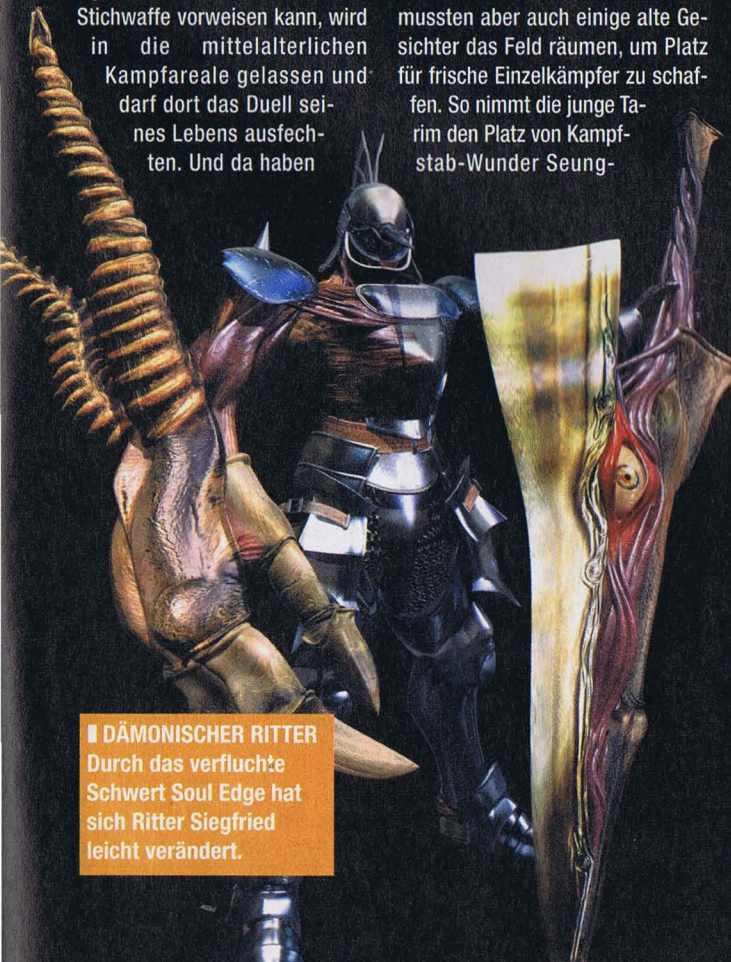 Stichwaffe vorweisen kann, wird
in die mittelalterlichen
Kampfareale gelassen und
darf dort das Duell sei-
nes Lebens ausfech-
ten. Und da haben
mussten aber auch einige alte Ge-
sichter das Feld räumen, um Platz
für frische Einzelkämpfer zu schaf-
fen. So nimmt die junge Ta-
rim den Platz von Kampf-
stab-Wunder Seung-
DÄMONISCHER RITTER
Durch das verfluchte
Schwert Soul Edge hat
sich Ritter Siegfried
leicht verändert.